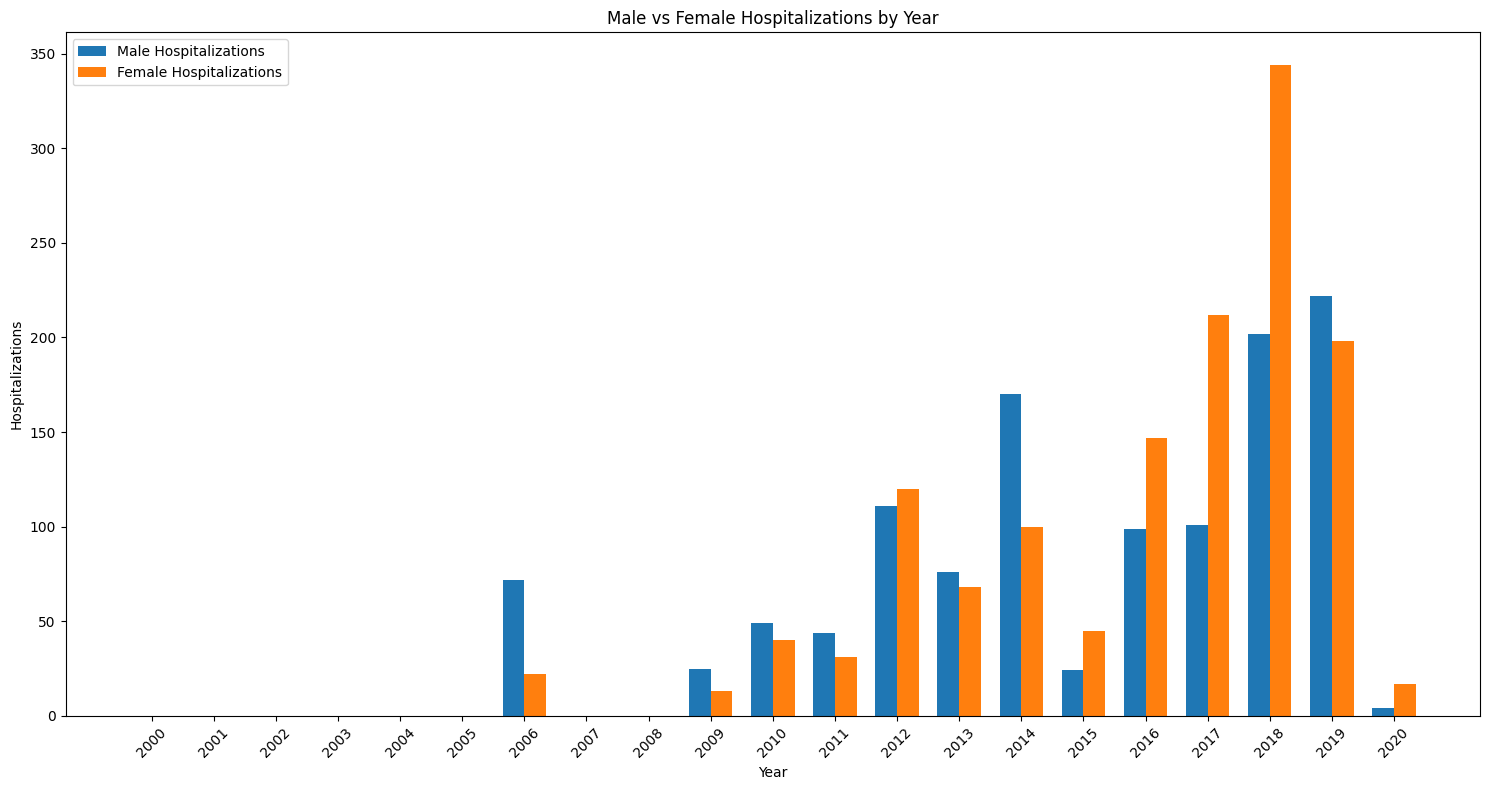 Male vs Female Hospitalizations by Year
Male Hospitalizations
Female Hospitalizations
350
300
250
200
150
100
50
0
Hospitalizations
2000 2001 2002 2003 2004 2005 2006 2007 2008 2009 2010 2011 2012 2013 2014 2015 2016 2017 2018 2019 2020
Year